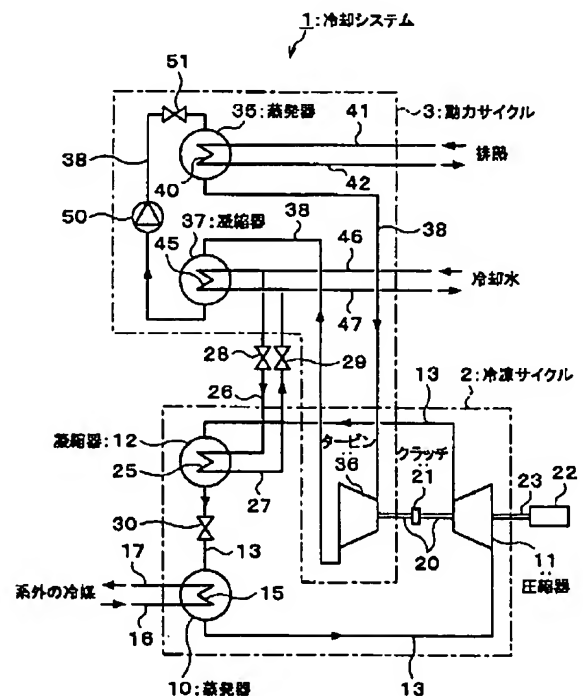 1:冷却システム
51
35:蒸発器
41
3:動力サイクル
排熱
38
40
42
50
37:凝縮器
38
46
38
45
冷却水
47
28
29
26
2:冷凍サイクル
13
凝縮器:12
タービン
クラッチ
25
36
21
23
22
27
30
13
20
11
圧縮器
17
系外の冷媒
15
16
10:蒸発器
13